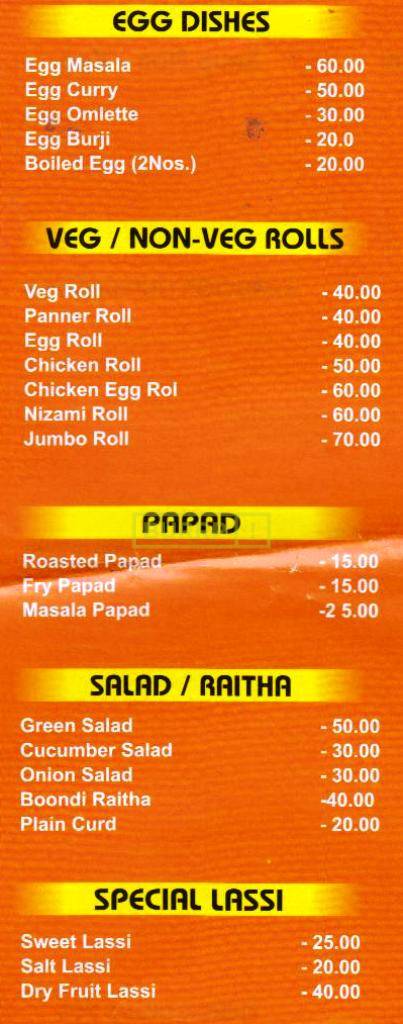 EGG DISHES
Egg Masala - 60.00
Egg Curry - 50.00
Egg Omlette - 30.00
Egg Burji - 20.0
Boiled Egg (2Nos.) - 20.00
VEG / NON-VEG ROLLS
Veg Roll - 40.00
Panner Roll - 40.00
Egg Roll - 40.00
Chicken Roll - 50.00
Chicken Egg Rol - 60.00
Nizami Roll - 60.00
Jumbo Roll - 70.00
PAPAD
Roasted Papad - 15.00
Fry Papad - 15.00
Masala Papad -2 5.00
SALAD / RAITHA
Green Salad - 50.00
Cucumber Salad - 30.00
Onion Salad - 30.00
Boondi Raitha -40.00
Plain Curd - 20.00
SPECIAL LASSI
Sweet Lassi - 25.00
Salt Lassi - 20.00
Dry Fruit Lassi - 40.00